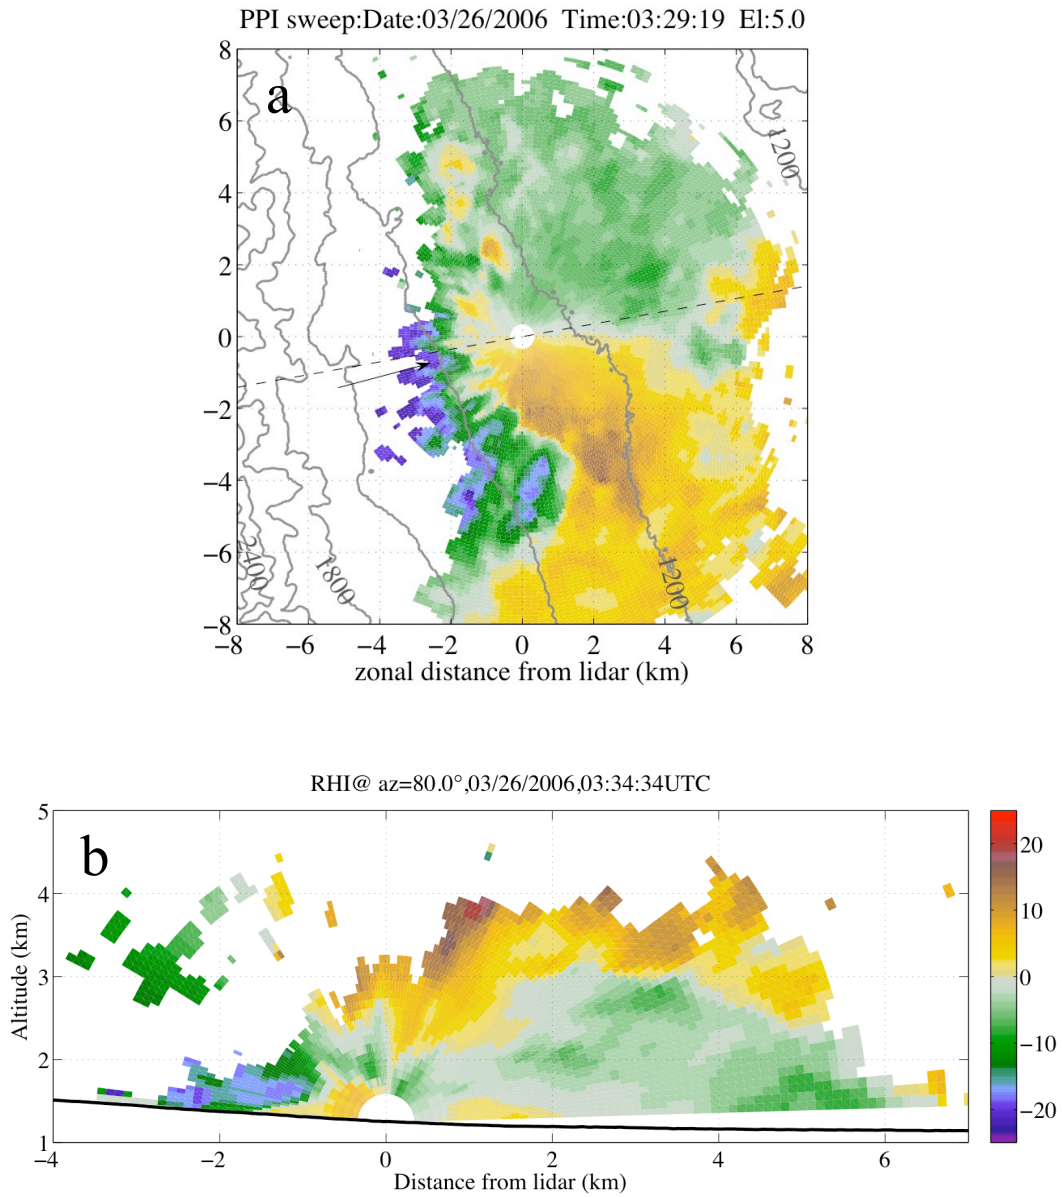 PPI sweep:Date:03/26/2006 Time:03:29:19 El:5.0
a
8
6
4
2
0
−2
−4
−6
−8
1200
2400
1800
1200
−8 −6 −4 −2 0 2 4 6 8
zonal distance from lidar (km)
RHI@ az=80.0°,03/26/2006,03:34:34UTC
b
Altitude (km)
5
4
3
2
1
−4 −2 0 2 4 6
Distance from lidar (km)
20
10
0
−10
−20